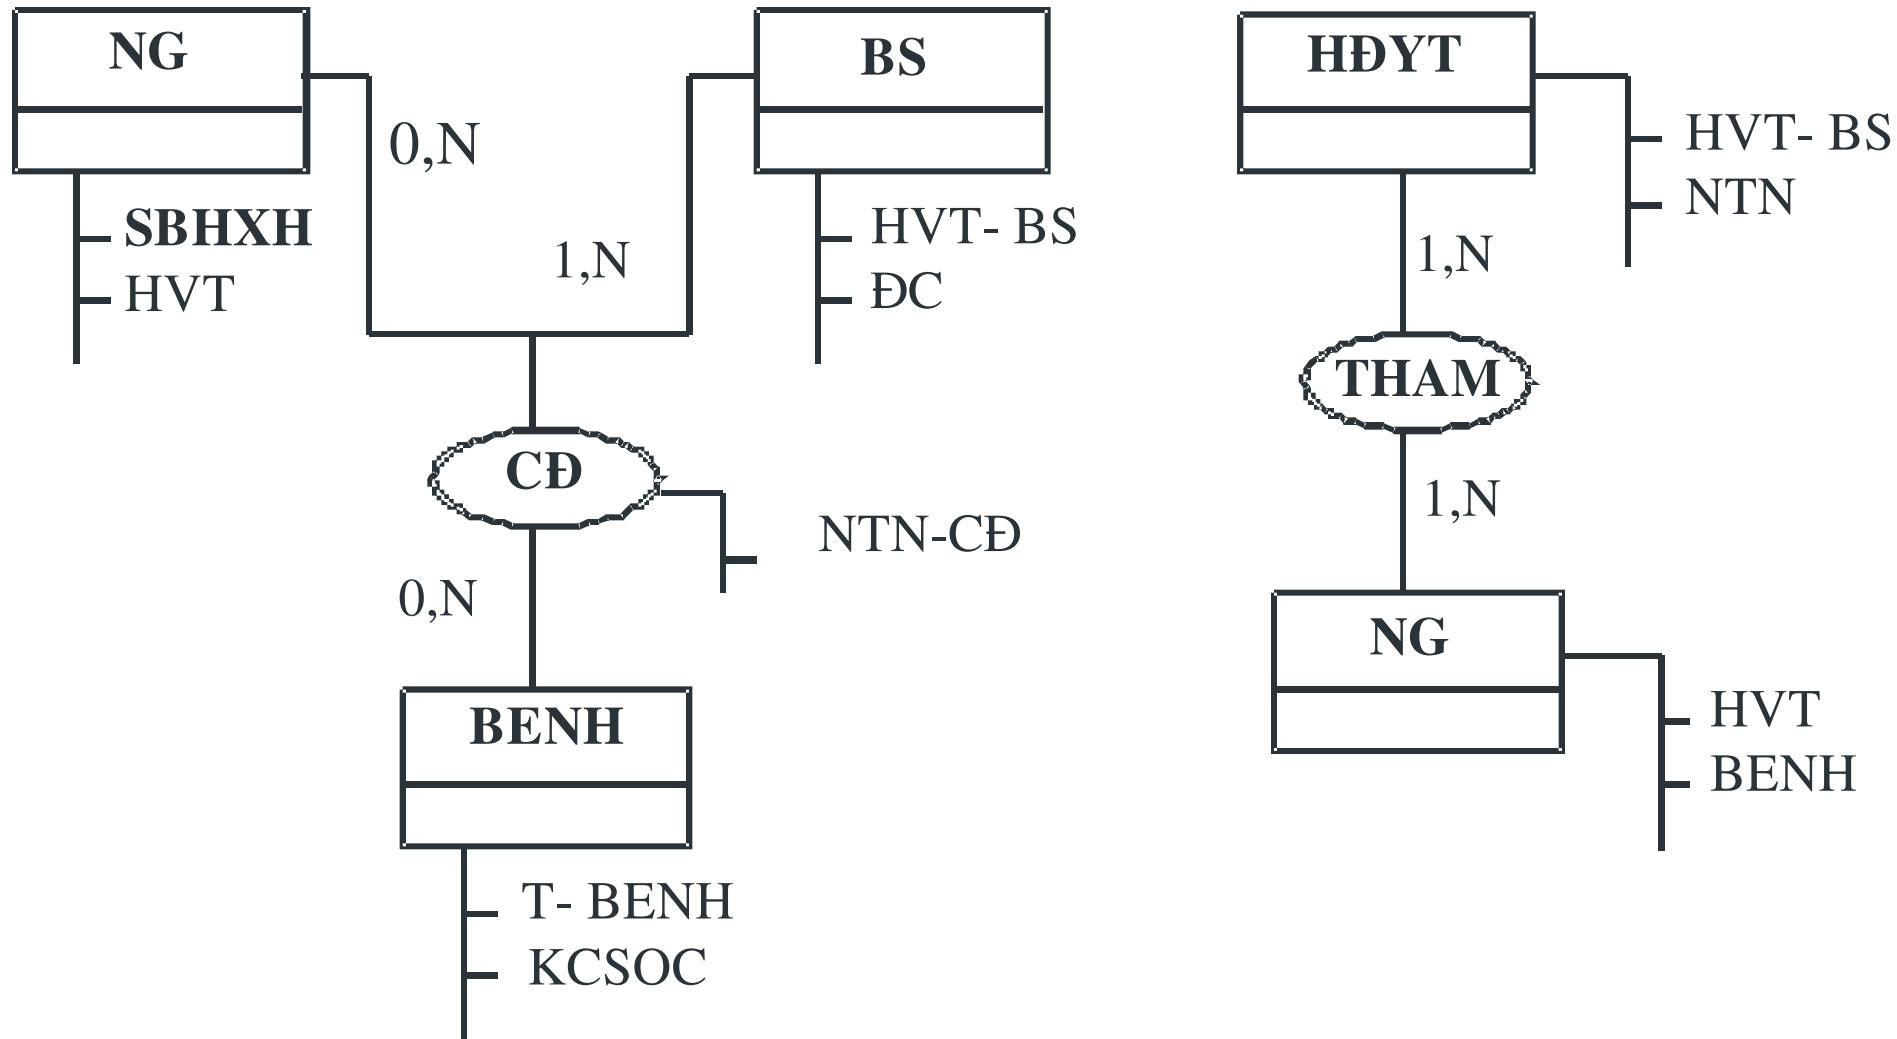 NG
0,N
SBHXH
HVT
BS
1,N
HVT- BS
ĐC
CĐ
NTN-CĐ
0,N
BENH
T- BENH
KCSOC
HĐYT
HVT- BS
NTN
1,N
THAM
1,N
NG
HVT
BENH